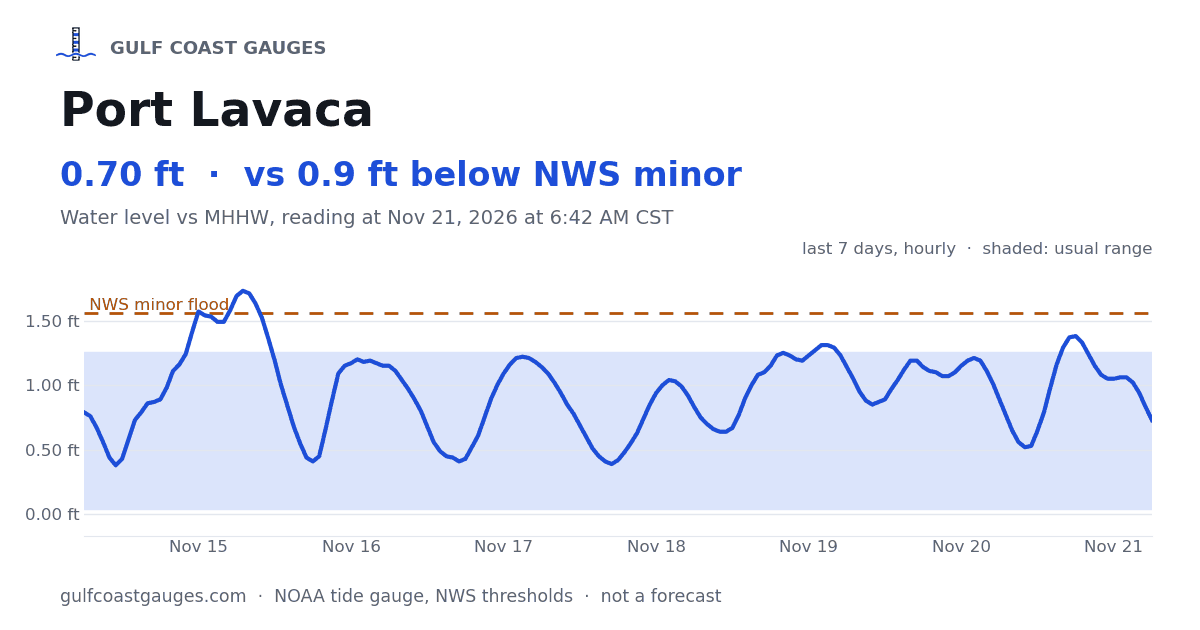 GULF COAST GAUGES
Port Lavaca
0.70 ft · vs 0.9 ft below NWS minor
Water level vs MHHW, reading at Nov 21, 2026 at 6:42 AM CST
last 7 days, hourly · shaded: usual range
NWS minor flood
1.50 ft
1.00 ft
0.50 ft
0.00 ft
Nov 15 Nov 16 Nov 17 Nov 18 Nov 19 Nov 20 Nov 21
gulfcoastgauges.com · NOAA tide gauge, NWS thresholds · not a forecast